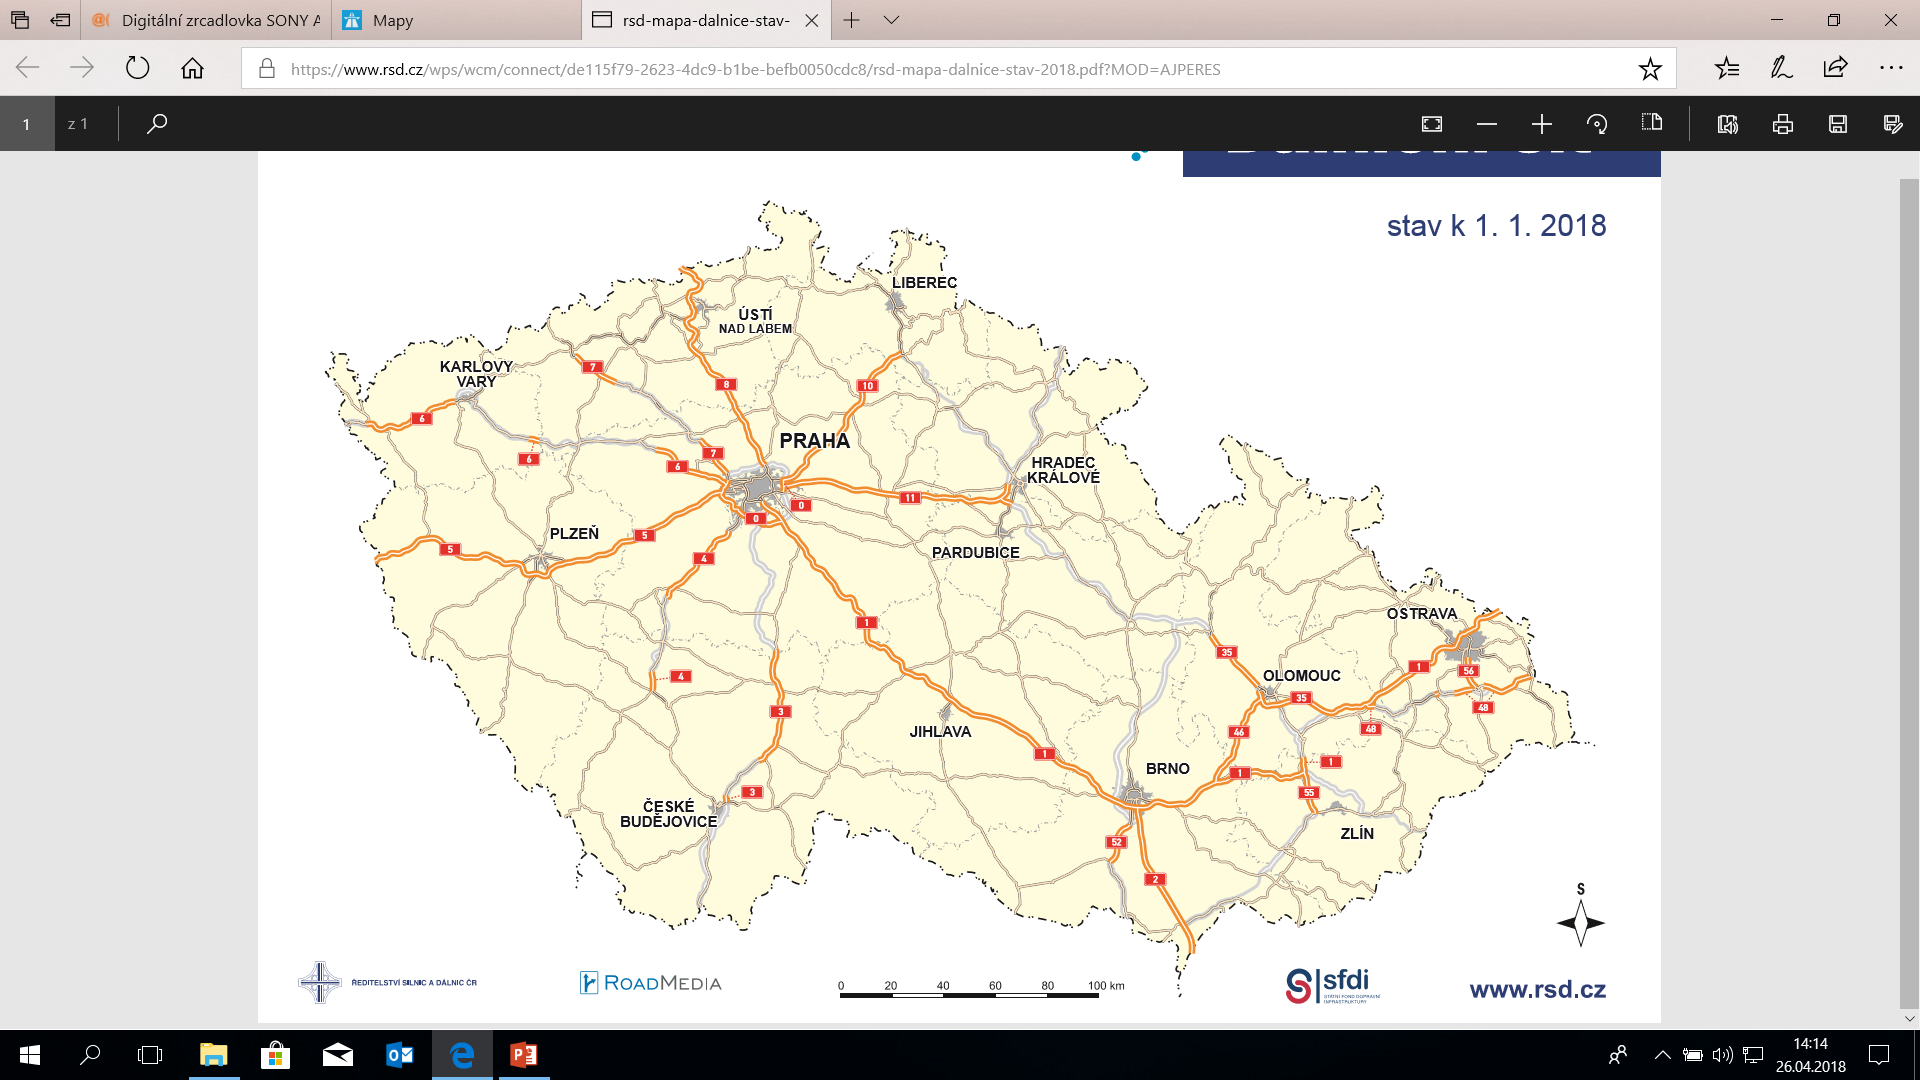 Digitální zrcadlovka SONY A
Mapy
rsd-mapa-dalnice-stav-
https://www.rsd.cz/wps/wcm/connect/de115f79-2623-4dc9-b1be-befb0050cdc8/rsd-mapa-dalnice-stav-2018.pdf?MOD=AJPERES
1
z 1
stav k 1. 1. 2018
LIBEREC
ÚSTÍ
NAD LABEM
KARLOVY
VARY
7
8
10
6
PRAHA
7
6
6
HRADEC
KRÁLOVÉ
11
0
0
PLZEŇ
5
5
4
PARDUBICE
OSTRAVA
1
35
1
56
4
OLOMOUC
35
48
3
JIHLAVA
46
48
1
BRNO
1
1
3
55
ČESKÉ
BUDĚJOVICE
ZLÍN
52
2
S
ŘEDITELSTVÍ SILNIC A DÁLNIC ČR
ROADMEDIA
0 20 40 60 80 100 km
sfdi
STÁTNÍ FOND DOPRAVNÍ
INFRASTRUKTURY
www.rsd.cz
14:14
26.04.2018